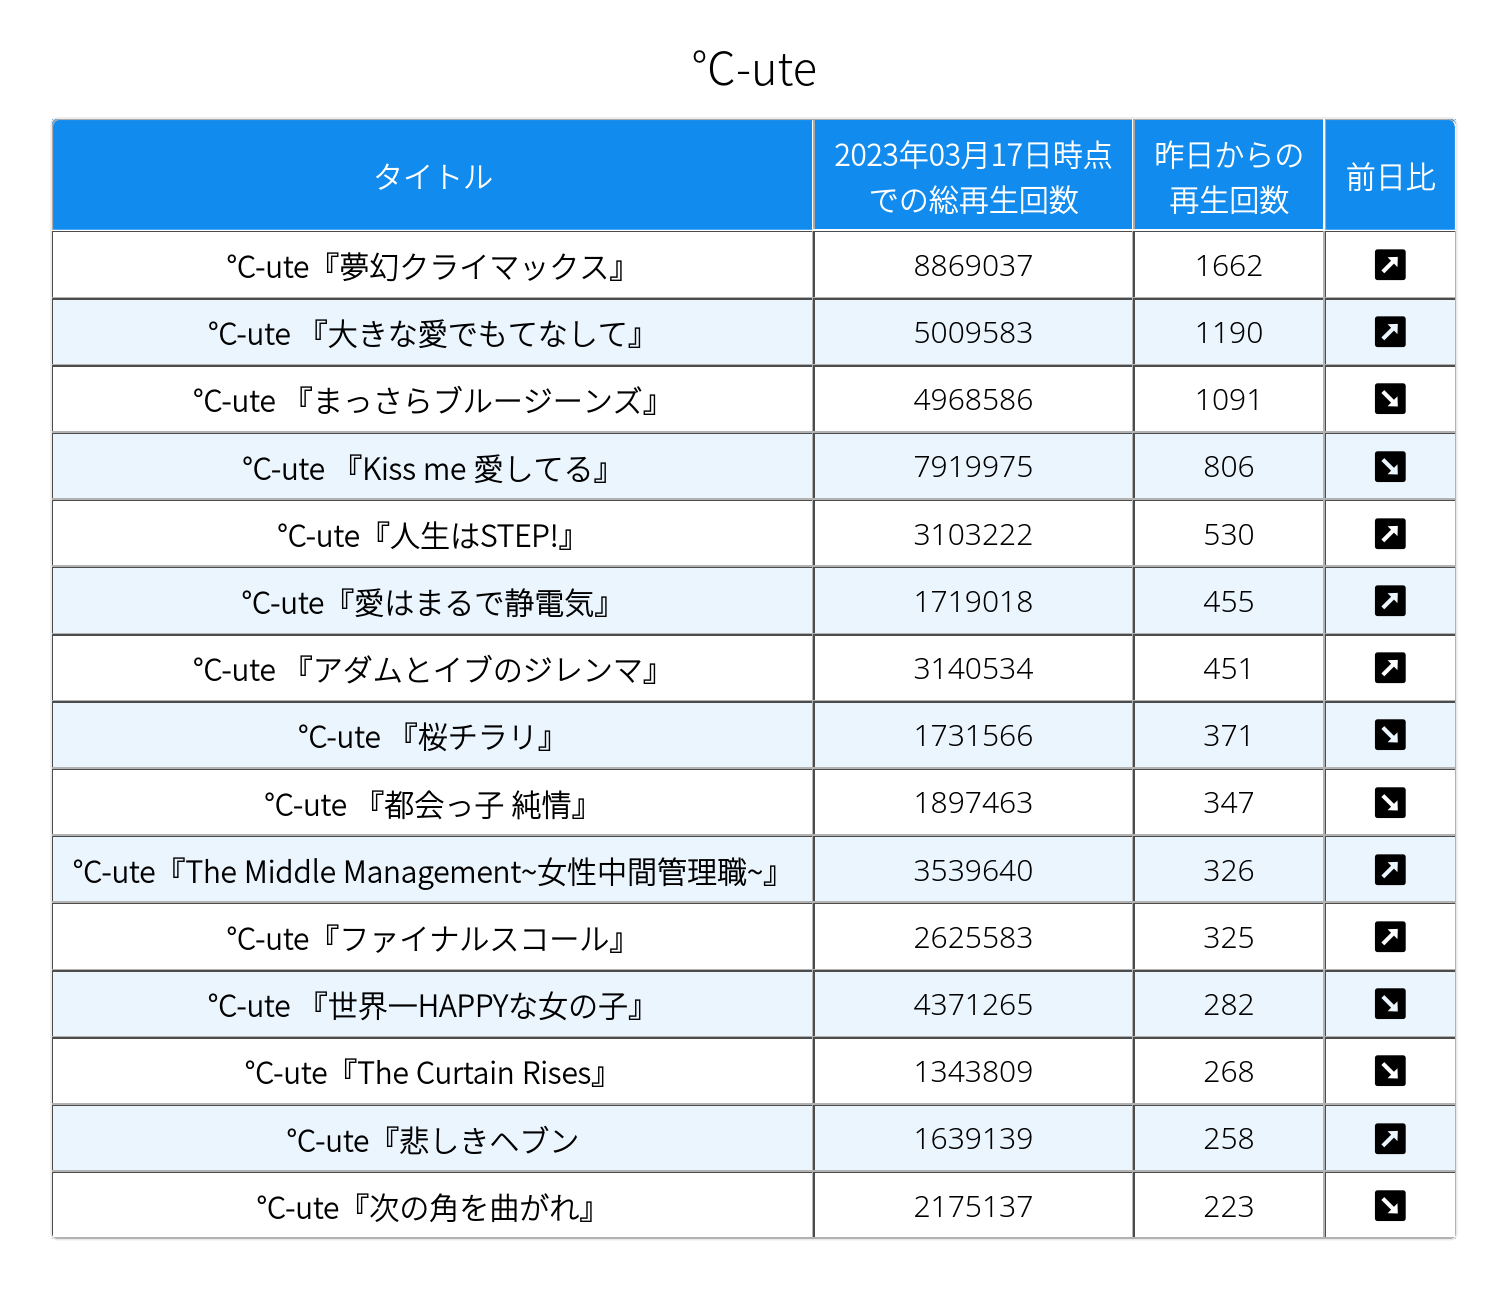 ℃-ute
タイトル
2023年03月17日時点
での総再生回数
昨日からの
再生回数
前日比
℃-ute『夢幻クライマックス』 8869037 1662 ↗
℃-ute 『大きな愛でもてなして』 5009583 1190 ↗
℃-ute 『まっさらブルージーンズ』 4968586 1091 ↘
℃-ute 『Kiss me 愛してる』 7919975 806 ↘
℃-ute『人生はSTEP!』 3103222 530 ↗
℃-ute『愛はまるで静電気』 1719018 455 ↗
℃-ute 『アダムとイブのジレンマ』 3140534 451 ↗
℃-ute 『桜チラリ』 1731566 371 ↘
℃-ute 『都会っ子 純情』 1897463 347 ↘
℃-ute『The Middle Management~女性中間管理職~』 3539640 326 ↗
℃-ute『ファイナルスコール』 2625583 325 ↗
℃-ute 『世界一HAPPYな女の子』 4371265 282 ↘
℃-ute『The Curtain Rises』 1343809 268 ↘
℃-ute『悲しきヘブン 1639139 258 ↗
℃-ute『次の角を曲がれ』 2175137 223 ↘